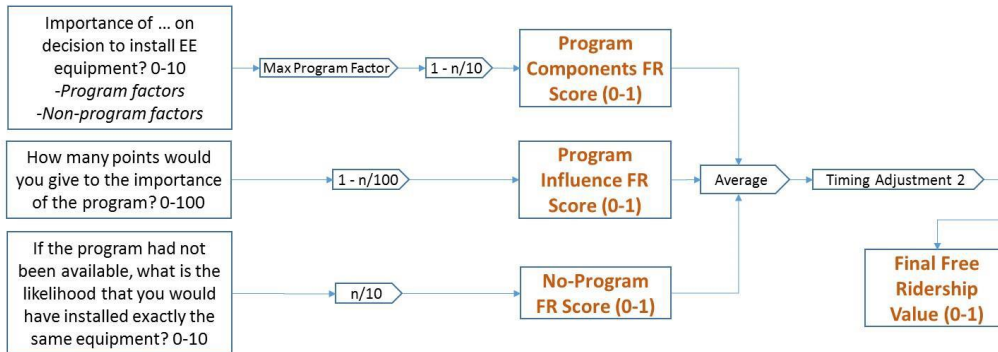 Importance of ... on
decision to install EE
equipment? 0-10
-Program factors
-Non-program factors
Max Program Factor
1 - n/10
Program
Components FR
Score (0-1)
How many points would
you give to the importance
of the program? 0-100
1 - n/100
Program
Influence FR
Score (0-1)
Average
Timing Adjustment 2
If the program had not
been available, what is the
likelihood that you would
have installed exactly the
same equipment? 0-10
n/10
No-Program
FR Score (0-1)
Final Free
Ridership
Value (0-1)